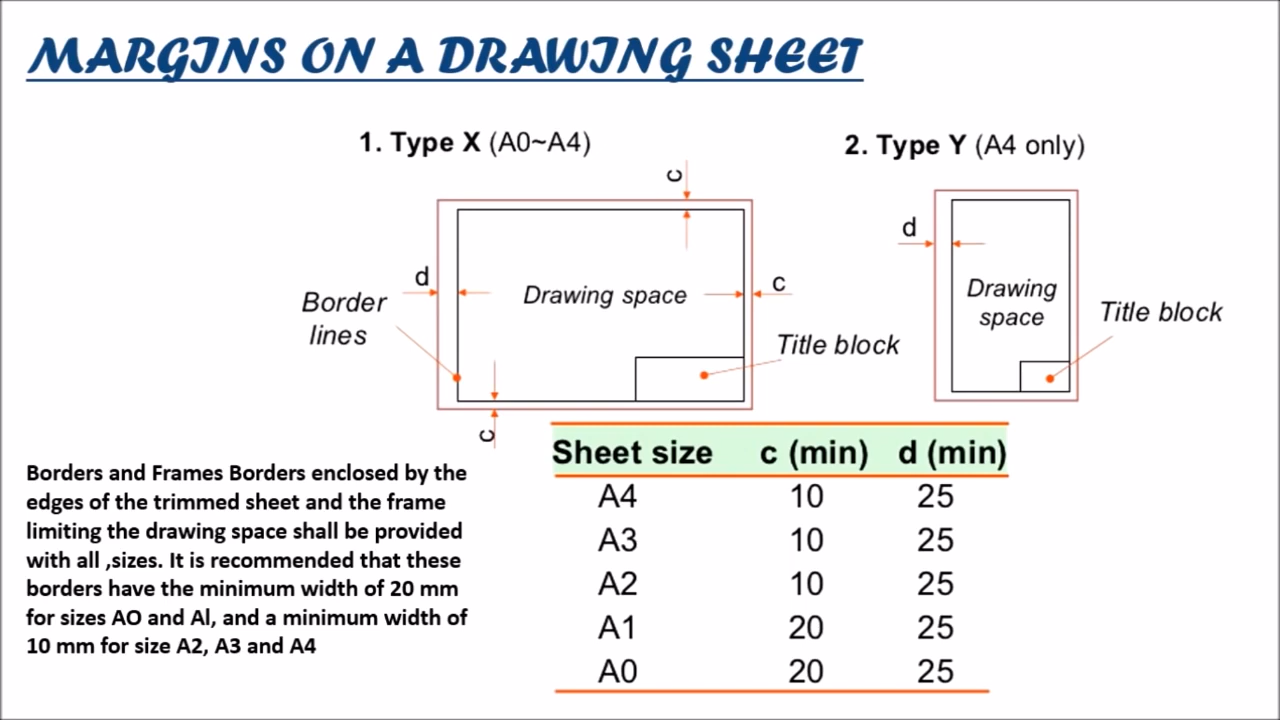 MARGINS ON A DRAWING SHEET
1. Type X (A0~A4)
2. Type Y (A4 only)
c
d
Drawing space
c
Border
lines
Title block
c
d
Drawing
space
Title block
Borders and Frames Borders enclosed by the
edges of the trimmed sheet and the frame
limiting the drawing space shall be provided
with all ,sizes. It is recommended that these
borders have the minimum width of 20 mm
for sizes AO and Al, and a minimum width of
10 mm for size A2, A3 and A4
Sheet size c (min) d (min)
A4 10 25
A3 10 25
A2 10 25
A1 20 25
A0 20 25